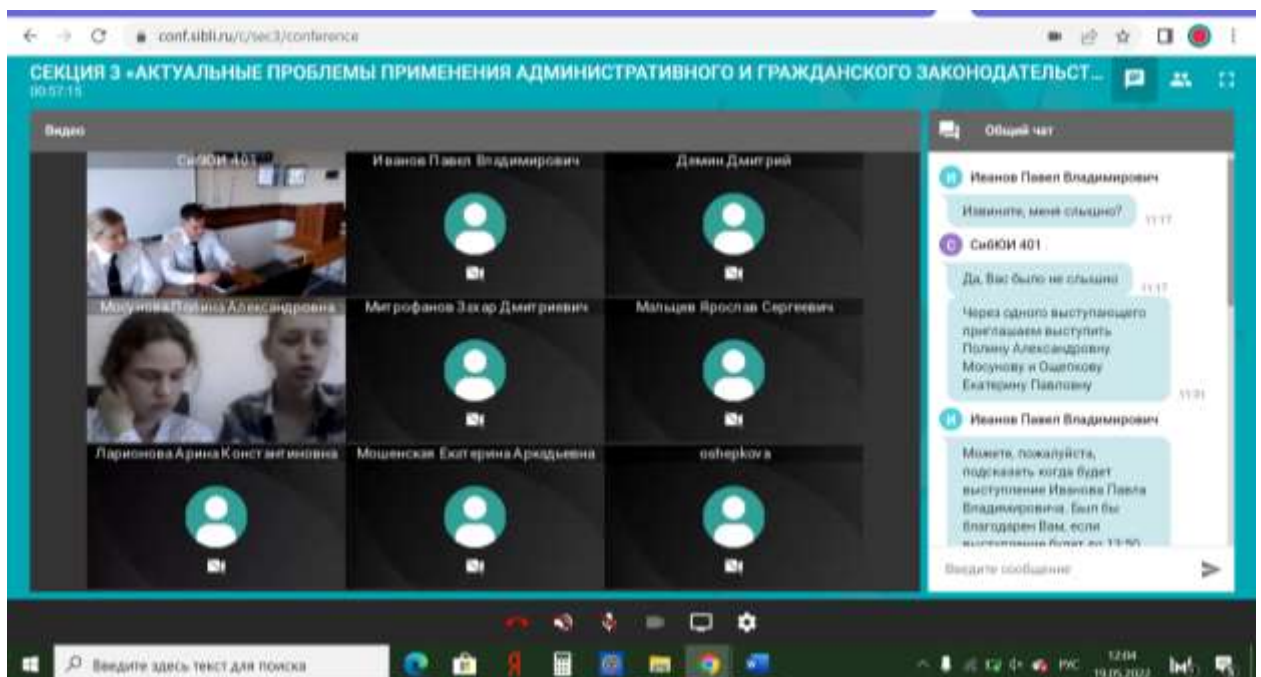 conf.sibli.ru/c/sec3/conference
СЕКЦИЯ 3 «АКТУАЛЬНЫЕ ПРОБЛЕМЫ ПРИМЕНЕНИЯ АДМИНИСТРАТИВНОГО И ГРАЖДАНСКОГО ЗАКОНОДАТЕЛЬСТ...
00:57:15
Видео
СибЮИ 401
Иванов Павел Владимирович
Демин Дмитрий
Мосунова Полина Александровна
Митрофанов Захар Дмитриевич
Мальцев Ярослав Сергеевич
Ларионова Арина Константиновна
Мошенская Екатерина Аркадьевна
oshepkova
Общий чат
И Иванов Павел Владимирович
Извините, меня слышно?
11:17
С СибЮИ 401
Да, Вас было не слышно
11:17
Через одного выступающего
приглашаем выступить
Полину Александровну
Мосунову и Ощепкову
Екатерину Павловну
И Иванов Павел Владимирович
Можете, пожалуйста,
подсказать когда будет
выступление Иванова Павла
Владимировича. Был бы
благодарен Вам, если
выступление будет до 13:50
Введите сообщение
Введите здесь текст для поиска
РУС
12:04
19.05.2022